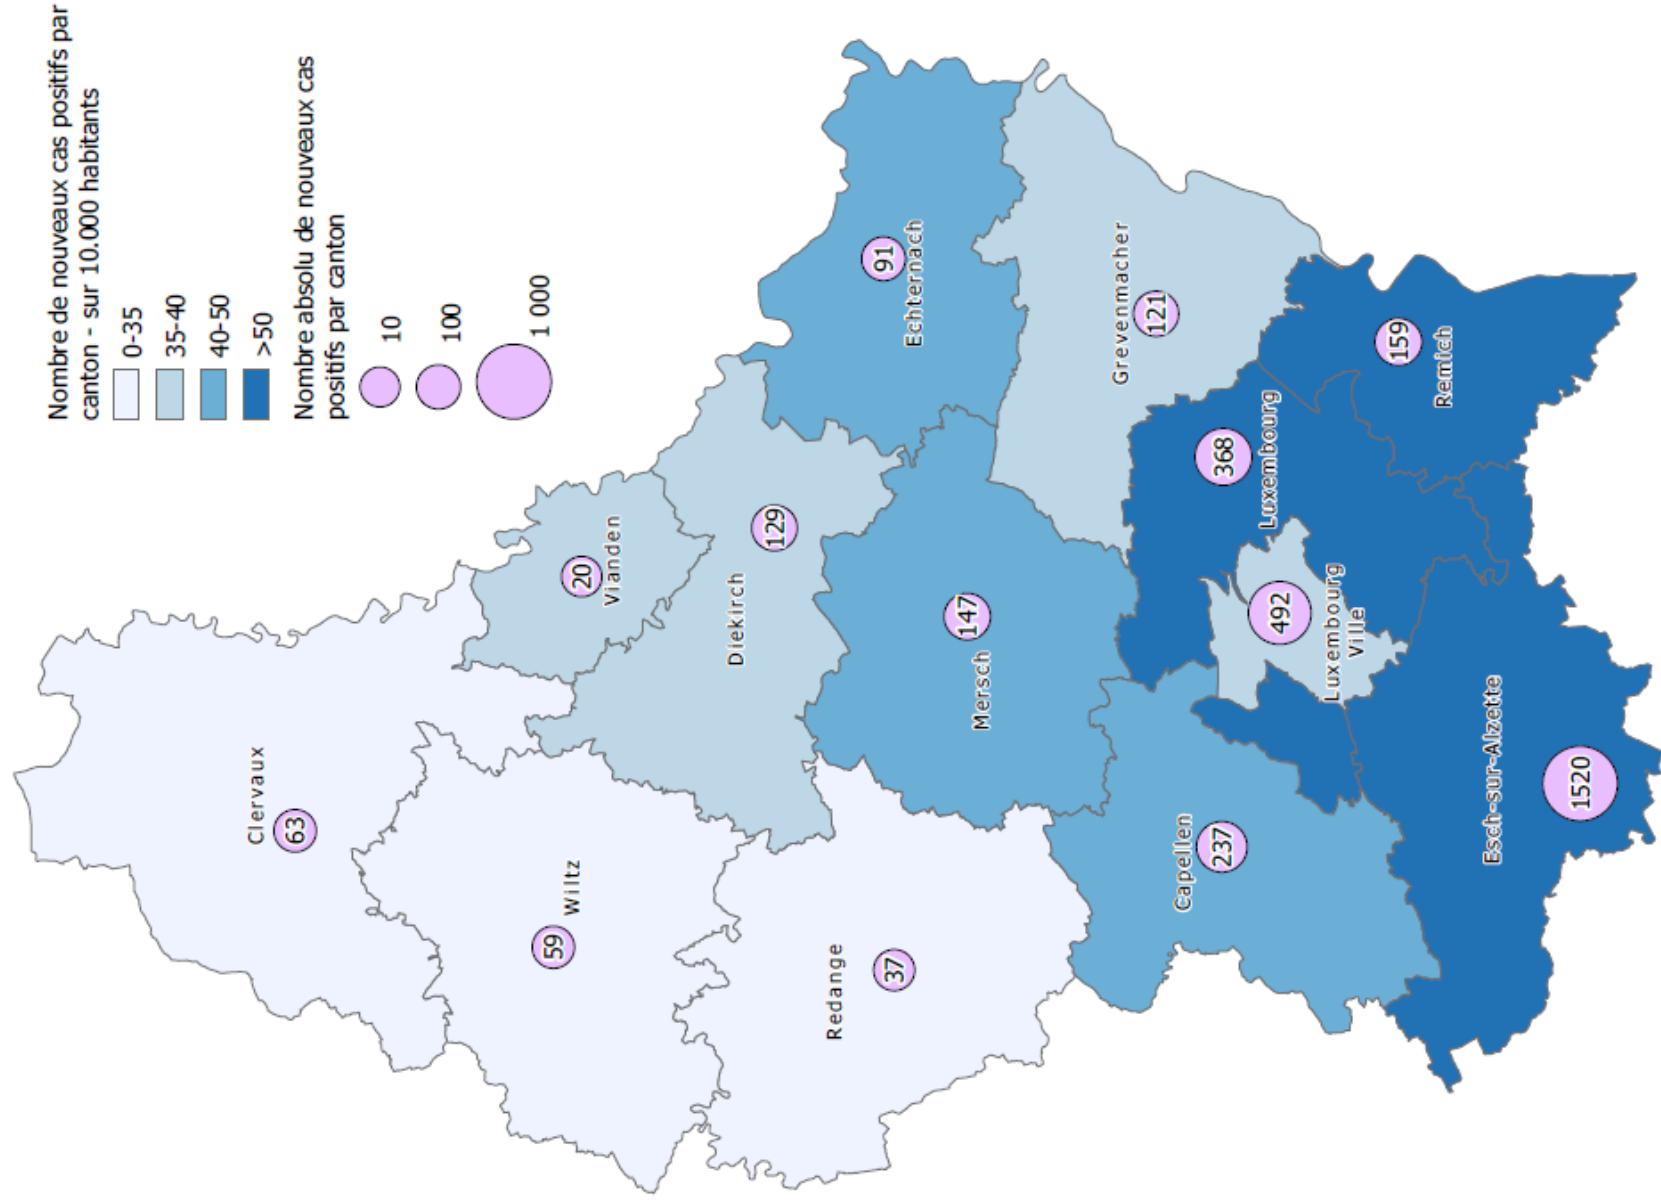 Nombre de nouveaux cas positifs par
canton - sur 10.000 habitants
0-35
35-40
40-50
>50
Nombre absolu de nouveaux cas
positifs par canton
10
100
1 000
Clervaux
63
59
Wiltz
20
Vianden
Diekirch
129
Redange
37
147
Mersch
91
Echternach
Grevenmacher
121
Capellen
237
368
Luxembourg
492
Luxembourg
Ville
159
Remich
Esch-sur-Alzette
1520